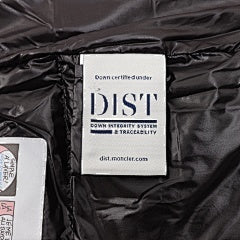 Down certified under
DIST
DOWN INTEGRITY SYSTEM
& TRACEABILITY
dist.moncler.com